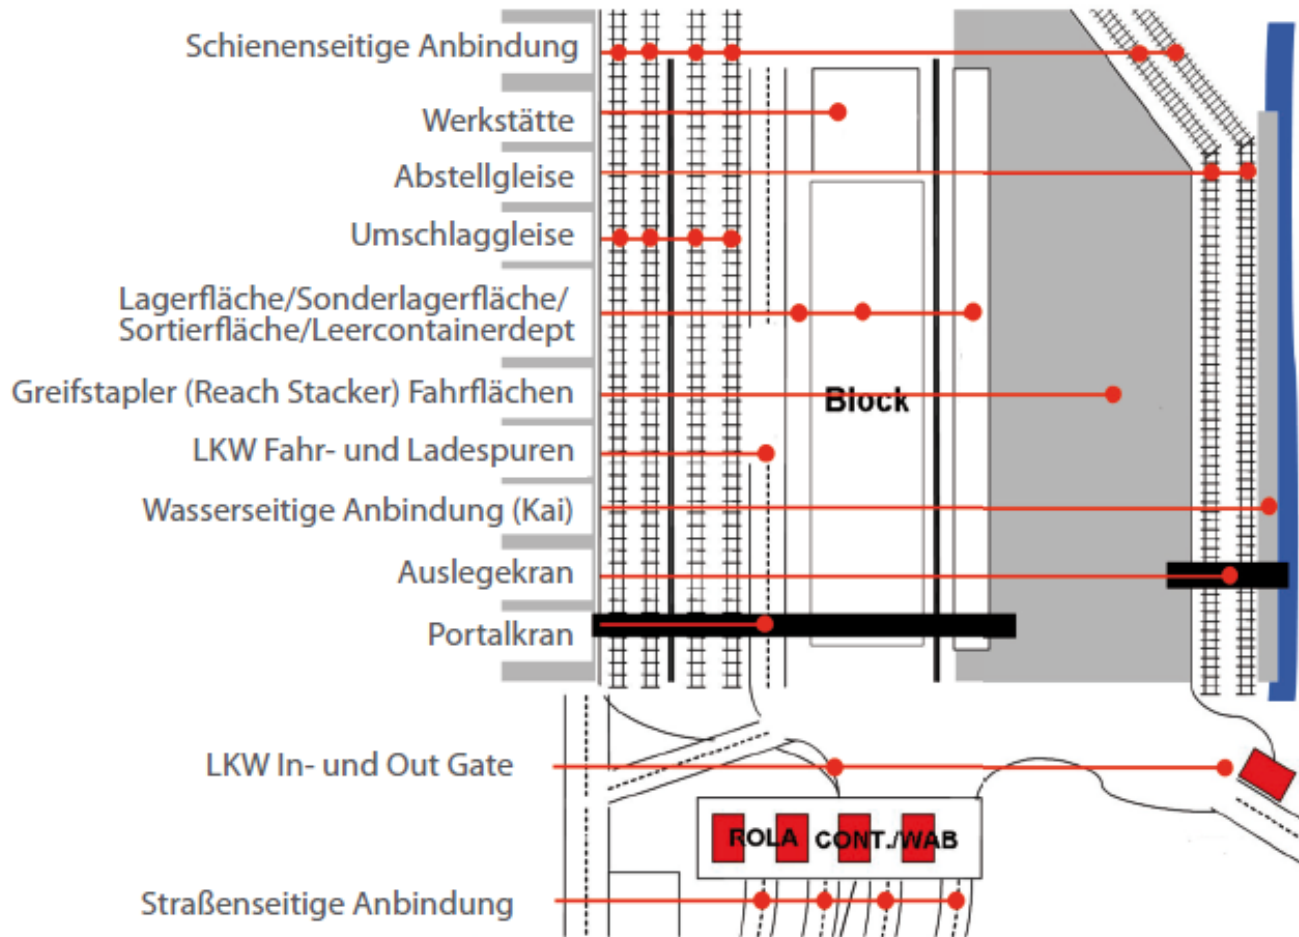 Schienenseitige Anbindung
Werkstätte
Abstellgleise
Umschlaggleise
Lagerfläche/Sonderlagerfläche/
Sortierfläche/Leercontainerdept
Greifstapler (Reach Stacker) Fahrflächen
Block
LKW Fahr- und Ladespuren
Wasserseitige Anbindung (Kai)
Auslegekran
Portalkran
LKW In- und Out Gate
ROLA CONT./WAB
Straßenseitige Anbindung